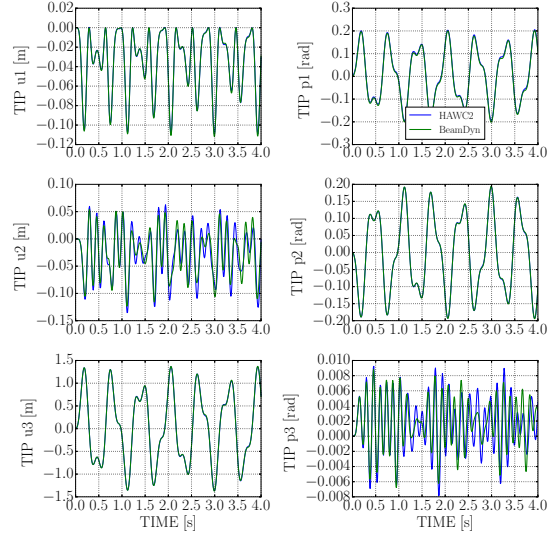 TIP u1 [m]
0.02
0.00
−0.02
−0.04
−0.06
−0.08
−0.10
−0.12
0.0 0.5 1.0 1.5 2.0 2.5 3.0 3.5 4.0
TIP p1 [rad]
0.3
0.2
0.1
0.0
−0.1
−0.2
−0.3
0.0 0.5 1.0 1.5 2.0 2.5 3.0 3.5 4.0
HAWC2
BeamDyn
TIP u2 [m]
0.10
0.05
0.00
−0.05
−0.10
−0.15
0.0 0.5 1.0 1.5 2.0 2.5 3.0 3.5 4.0
TIP p2 [rad]
0.20
0.15
0.10
0.05
0.00
−0.05
−0.10
−0.15
−0.20
0.0 0.5 1.0 1.5 2.0 2.5 3.0 3.5 4.0
TIP u3 [m]
1.5
1.0
0.5
0.0
−0.5
−1.0
−1.5
0.0 0.5 1.0 1.5 2.0 2.5 3.0 3.5 4.0
TIME [s]
TIP p3 [rad]
0.010
0.008
0.006
0.004
0.002
0.000
−0.002
−0.004
−0.006
−0.008
0.0 0.5 1.0 1.5 2.0 2.5 3.0 3.5 4.0
TIME [s]